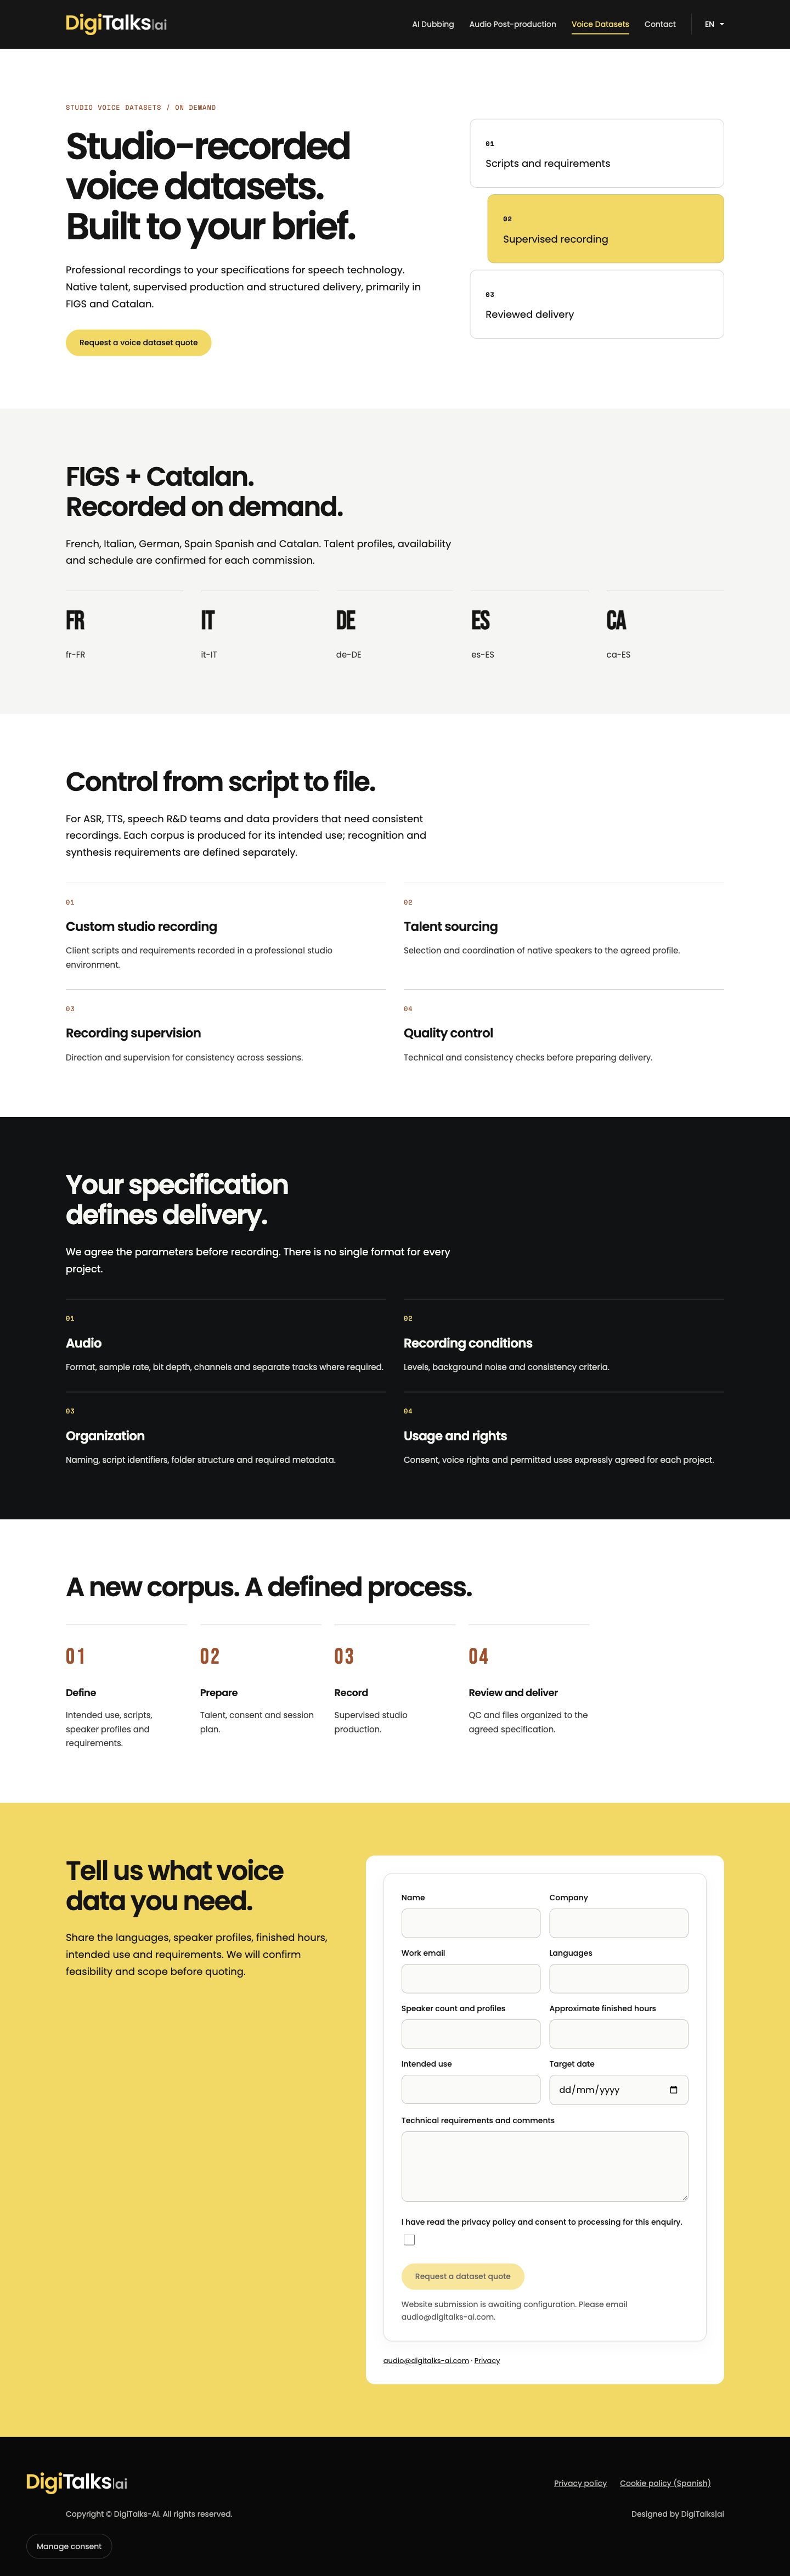 DigiTalks|ai
AI Dubbing
Audio Post-production
Voice Datasets
Contact
EN
STUDIO VOICE DATASETS / ON DEMAND
Studio-recorded
voice datasets.
Built to your brief.
Professional recordings to your specifications for speech technology.
Native talent, supervised production and structured delivery, primarily in
FIGS and Catalan.
Request a voice dataset quote
01
Scripts and requirements
02
Supervised recording
03
Reviewed delivery
FIGS + Catalan.
Recorded on demand.
French, Italian, German, Spain Spanish and Catalan. Talent profiles, availability
and schedule are confirmed for each commission.
FR
fr-FR
IT
it-IT
DE
de-DE
ES
es-ES
CA
ca-ES
Control from script to file.
For ASR, TTS, speech R&D teams and data providers that need consistent
recordings. Each corpus is produced for its intended use; recognition and
synthesis requirements are defined separately.
01
Custom studio recording
Client scripts and requirements recorded in a professional studio
environment.
02
Talent sourcing
Selection and coordination of native speakers to the agreed profile.
03
Recording supervision
Direction and supervision for consistency across sessions.
04
Quality control
Technical and consistency checks before preparing delivery.
Your specification
defines delivery.
We agree the parameters before recording. There is no single format for every
project.
01
Audio
Format, sample rate, bit depth, channels and separate tracks where required.
02
Recording conditions
Levels, background noise and consistency criteria.
03
Organization
Naming, script identifiers, folder structure and required metadata.
04
Usage and rights
Consent, voice rights and permitted uses expressly agreed for each project.
A new corpus. A defined process.
01
Define
Intended use, scripts,
speaker profiles and
requirements.
02
Prepare
Talent, consent and session
plan.
03
Record
Supervised studio
production.
04
Review and deliver
QC and files organized to the
agreed specification.
Tell us what voice
data you need.
Share the languages, speaker profiles, finished hours,
intended use and requirements. We will confirm
feasibility and scope before quoting.
Name
Company
Work email
Languages
Speaker count and profiles
Approximate finished hours
Intended use
Target date
dd/mm/yyyy
Technical requirements and comments
I have read the privacy policy and consent to processing for this enquiry.
Request a dataset quote
Website submission is awaiting configuration. Please email
audio@digitalks-ai.com.
audio@digitalks-ai.com · Privacy
DigiTalks|ai
Privacy policy
Cookie policy (Spanish)
Copyright © DigiTalks-AI. All rights reserved.
Designed by DigiTalks|ai
Manage consent